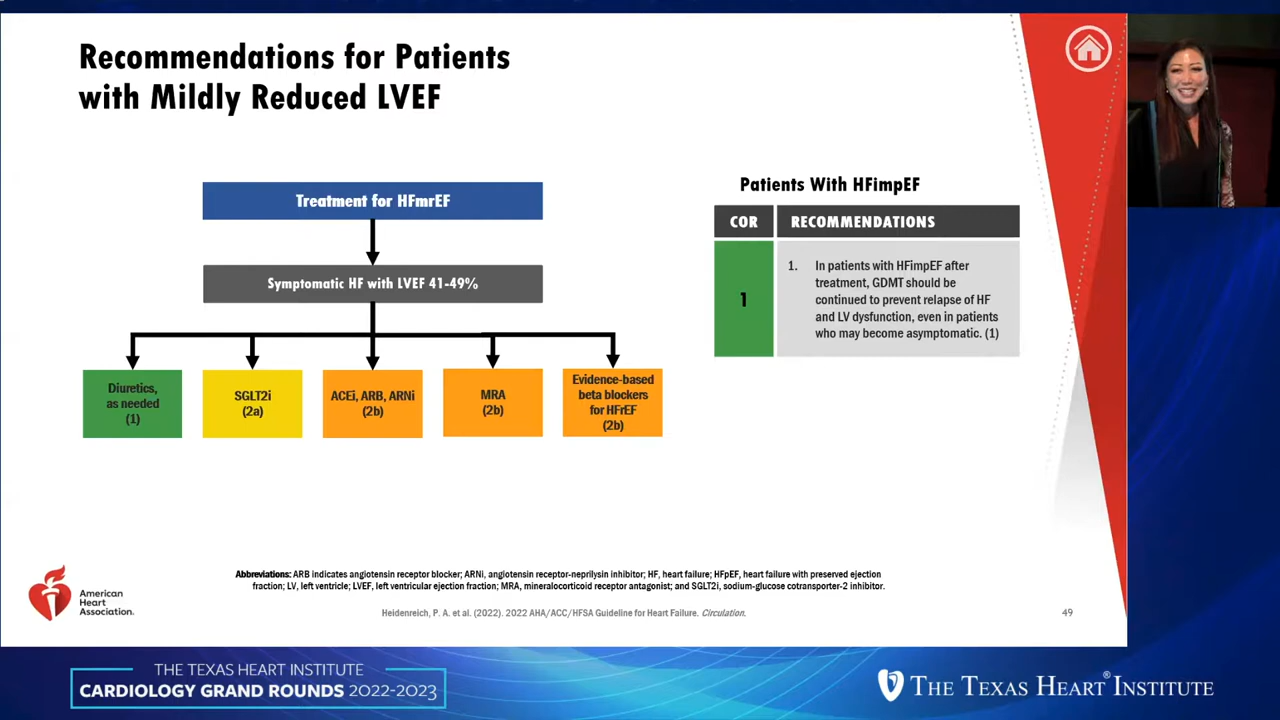 Recommendations for Patients
with Mildly Reduced LVEF
Treatment for HFmrEF
Symptomatic HF with LVEF 41-49%
Diuretics,
as needed
(1)
SGLT2i
(2a)
ACEi, ARB, ARNi
(2b)
MRA
(2b)
Evidence-based
beta blockers
for HFrEF
(2b)
Patients With HFimpEF
COR
RECOMMENDATIONS
1
1. In patients with HFimpEF after
treatment, GDMT should be
continued to prevent relapse of HF
and LV dysfunction, even in patients
who may become asymptomatic. (1)
Abbreviations: ARB indicates angiotensin receptor blocker; ARNi, angiotensin receptor-neprilysin inhibitor; HF, heart failure; HFpEF, heart failure with preserved ejection
fraction; LV, left ventricle; LVEF, left ventricular ejection fraction; MRA, mineralocorticoid receptor antagonist; and SGLT2i, sodium-glucose cotransporter-2 inhibitor.
American
Heart
Association.
Heidenreich, P. A. et al. (2022). 2022 AHA/ACC/HFSA Guideline for Heart Failure. Circulation.
49
THE TEXAS HEART INSTITUTE
CARDIOLOGY GRAND ROUNDS 2022-2023
THE TEXAS HEART® INSTITUTE